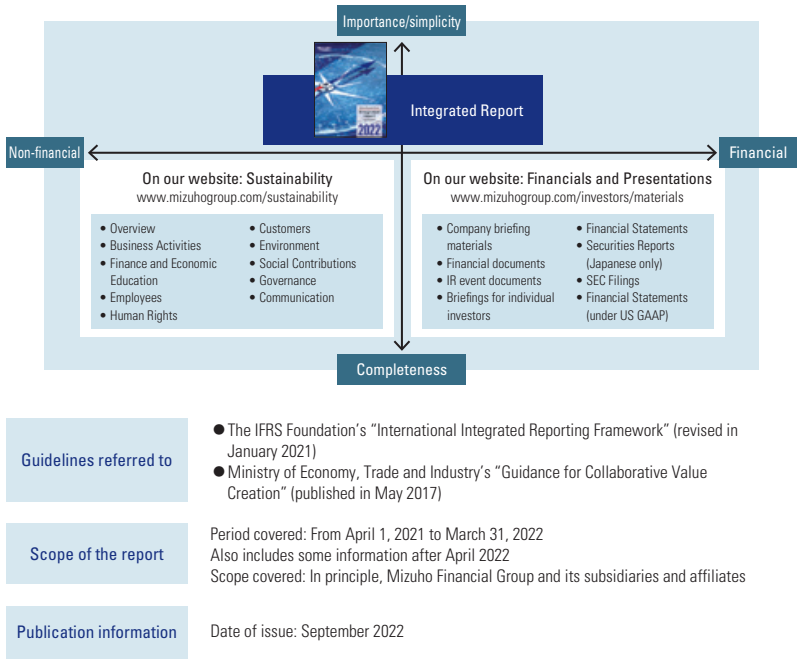 Importance/simplicity
2022
Integrated Report
Non-financial
Financial
On our website: Sustainability
www.mizuhogroup.com/sustainability
• Overview
• Business Activities
• Finance and Economic
Education
• Employees
• Human Rights
• Customers
• Environment
• Social Contributions
• Governance
• Communication
On our website: Financials and Presentations
www.mizuhogroup.com/investors/materials
• Company briefing
materials
• Financial documents
• IR event documents
• Briefings for individual
investors
• Financial Statements
• Securities Reports
(Japanese only)
• SEC Filings
• Financial Statements
(under US GAAP)
Completeness
Guidelines referred to
● The IFRS Foundation’s “International Integrated Reporting Framework” (revised in
January 2021)
● Ministry of Economy, Trade and Industry’s “Guidance for Collaborative Value
Creation” (published in May 2017)
Scope of the report
Period covered: From April 1, 2021 to March 31, 2022
Also includes some information after April 2022
Scope covered: In principle, Mizuho Financial Group and its subsidiaries and affiliates
Publication information
Date of issue: September 2022